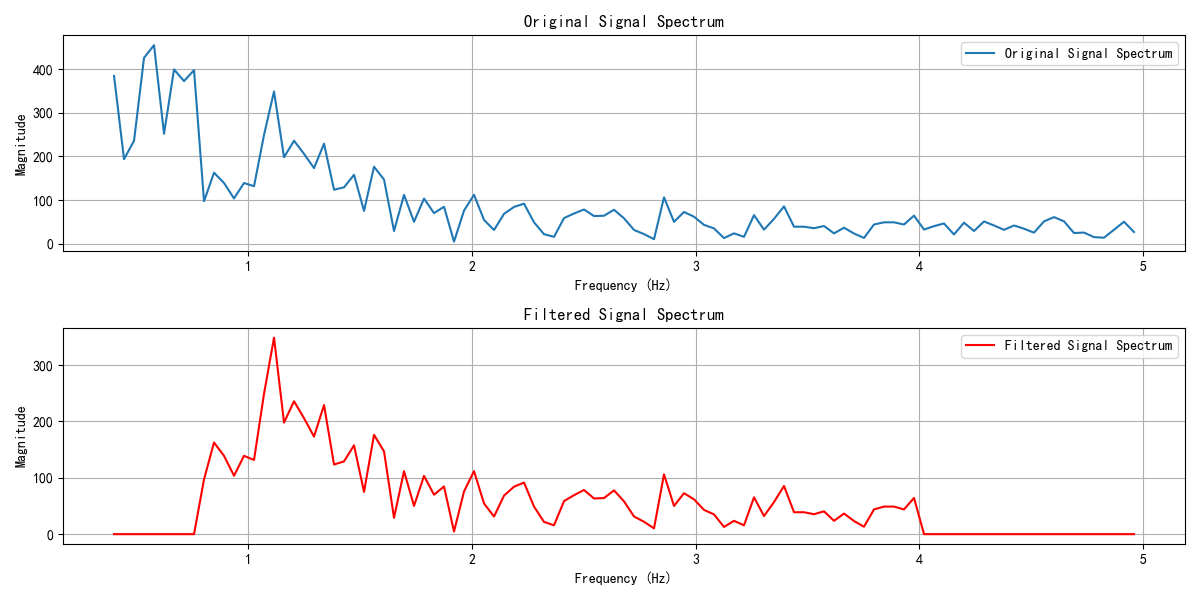 Original Signal Spectrum
Original Signal Spectrum
Magnitude
400
300
200
100
0
1 2 3 4 5
Frequency (Hz)
Filtered Signal Spectrum
Filtered Signal Spectrum
Magnitude
300
200
100
0
1 2 3 4 5
Frequency (Hz)